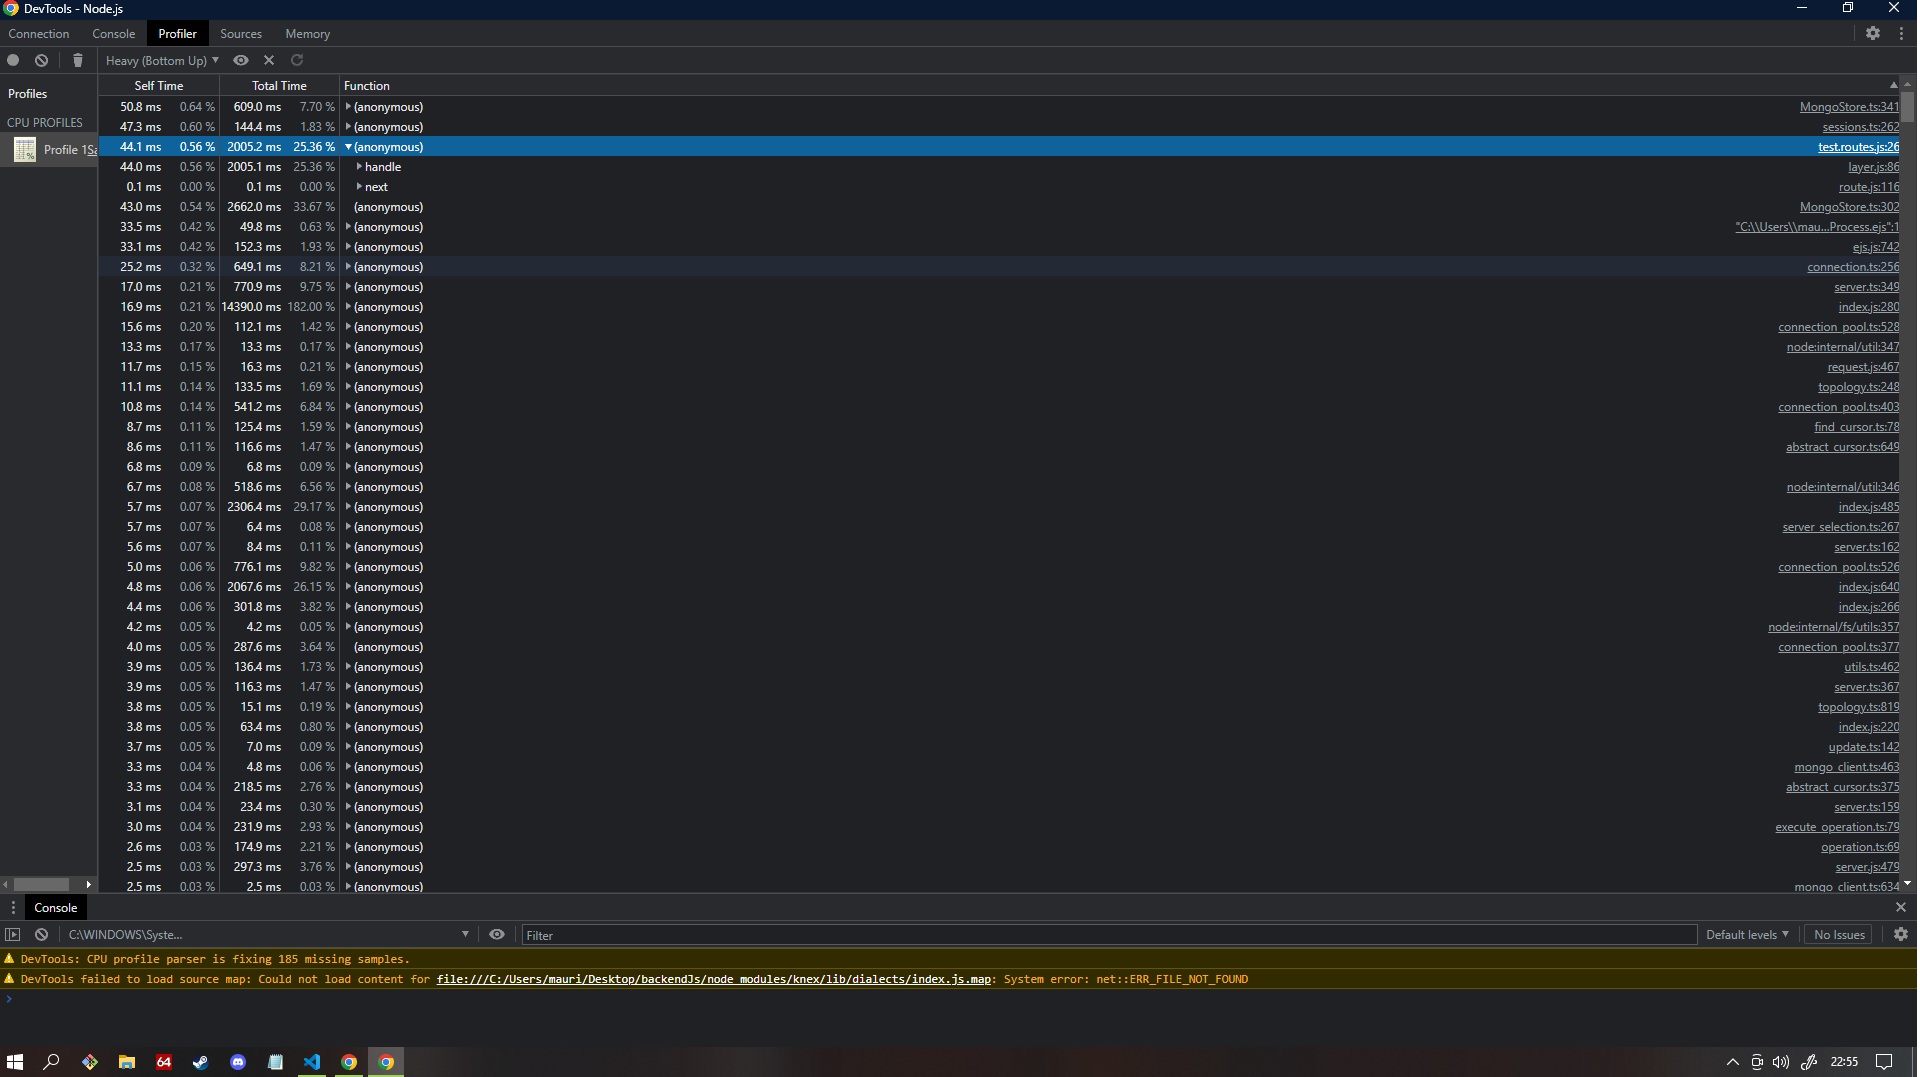 DevTools - Node.js
Connection Console Profiler Sources Memory
Heavy (Bottom Up)
Profiles
CPU PROFILES
Profile 1Sa
Self Time Total Time Function
50.8 ms 0.64 % 609.0 ms 7.70 % (anonymous) MongoStore.ts:341
47.3 ms 0.60 % 144.4 ms 1.83 % (anonymous) sessions.ts:262
44.1 ms 0.56 % 2005.2 ms 25.36 % (anonymous) test.routes.js:26
44.0 ms 0.56 % 2005.1 ms 25.36 % handle layer.js:86
0.1 ms 0.00 % 0.1 ms 0.00 % next route.js:116
43.0 ms 0.54 % 2662.0 ms 33.67 % (anonymous) MongoStore.ts:302
33.5 ms 0.42 % 49.8 ms 0.63 % (anonymous) "C:\\Users\\mau...Process.ejs":1
33.1 ms 0.42 % 152.3 ms 1.93 % (anonymous) ejs.js:742
25.2 ms 0.32 % 649.1 ms 8.21 % (anonymous) connection.ts:256
17.0 ms 0.21 % 770.9 ms 9.75 % (anonymous) server.ts:349
16.9 ms 0.21 % 14390.0 ms 182.00 % (anonymous) index.js:280
15.6 ms 0.20 % 112.1 ms 1.42 % (anonymous) connection_pool.ts:528
13.3 ms 0.17 % 13.3 ms 0.17 % (anonymous) node:internal/util:347
11.7 ms 0.15 % 16.3 ms 0.21 % (anonymous) request.js:467
11.1 ms 0.14 % 133.5 ms 1.69 % (anonymous) topology.ts:248
10.8 ms 0.14 % 541.2 ms 6.84 % (anonymous) connection_pool.ts:403
8.7 ms 0.11 % 125.4 ms 1.59 % (anonymous) find_cursor.ts:78
8.6 ms 0.11 % 116.6 ms 1.47 % (anonymous) abstract_cursor.ts:649
6.8 ms 0.09 % 6.8 ms 0.09 % (anonymous)
6.7 ms 0.08 % 518.6 ms 6.56 % (anonymous) node:internal/util:346
5.7 ms 0.07 % 2306.4 ms 29.17 % (anonymous) index.js:485
5.7 ms 0.07 % 6.4 ms 0.08 % (anonymous) server_selection.ts:267
5.6 ms 0.07 % 8.4 ms 0.11 % (anonymous) server.ts:162
5.0 ms 0.06 % 776.1 ms 9.82 % (anonymous) connection_pool.ts:526
4.8 ms 0.06 % 2067.6 ms 26.15 % (anonymous) index.js:640
4.4 ms 0.06 % 301.8 ms 3.82 % (anonymous) index.js:266
4.2 ms 0.05 % 4.2 ms 0.05 % (anonymous) node:internal/fs/utils:357
4.0 ms 0.05 % 287.6 ms 3.64 % (anonymous) connection_pool.ts:377
3.9 ms 0.05 % 136.4 ms 1.73 % (anonymous) utils.ts:462
3.9 ms 0.05 % 116.3 ms 1.47 % (anonymous) server.ts:367
3.8 ms 0.05 % 15.1 ms 0.19 % (anonymous) topology.ts:819
3.8 ms 0.05 % 63.4 ms 0.80 % (anonymous) index.js:220
3.7 ms 0.05 % 7.0 ms 0.09 % (anonymous) update.ts:142
3.3 ms 0.04 % 4.8 ms 0.06 % (anonymous) mongo_client.ts:463
3.3 ms 0.04 % 218.5 ms 2.76 % (anonymous) abstract_cursor.ts:375
3.1 ms 0.04 % 23.4 ms 0.30 % (anonymous) server.ts:159
3.0 ms 0.04 % 231.9 ms 2.93 % (anonymous) execute_operation.ts:79
2.6 ms 0.03 % 174.9 ms 2.21 % (anonymous) operation.ts:69
2.5 ms 0.03 % 297.3 ms 3.76 % (anonymous) server.js:479
2.5 ms 0.03 % 2.5 ms 0.03 % (anonymous) mongo_client.ts:634
Console
C:\WINDOWS\Syste... Filter Default levels No Issues
DevTools: CPU profile parser is fixing 185 missing samples.
DevTools failed to load source map: Could not load content for file:///C:/Users/mauri/Desktop/backendJs/node_modules/knex/lib/dialects/index.js.map: System error: net::ERR_FILE_NOT_FOUND
64
22:55